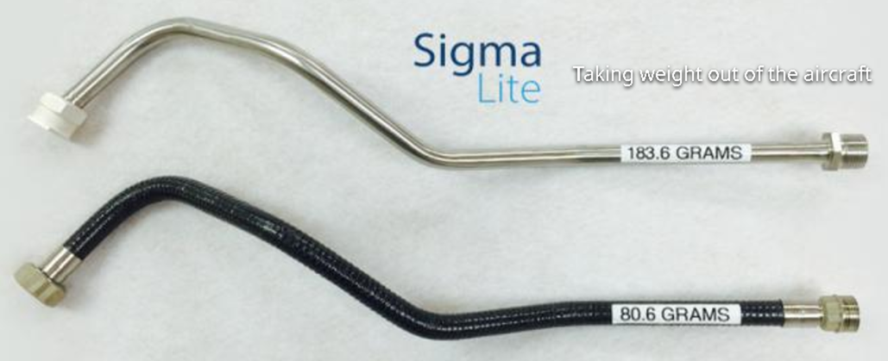 Sigma
Lite
Taking weight out of the aircraft
183.6 GRAMS
80.6 GRAMS